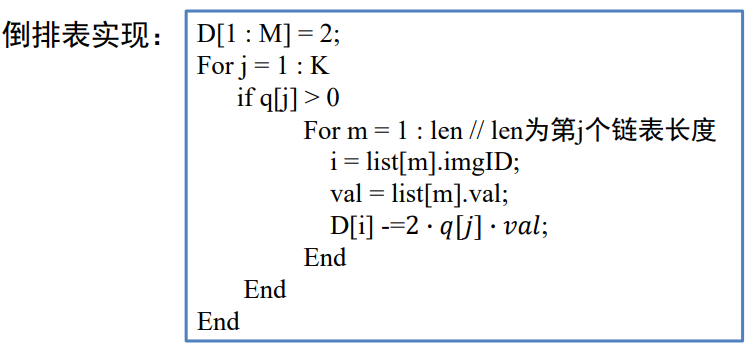 倒排表实现：
D[1 : M] = 2;
For j = 1 : K
if q[j] > 0
For m = 1 : len // len为第j个链表长度
i = list[m].imgID;
val = list[m].val;
D[i] -=2 · q[j] · val;
End
End
End